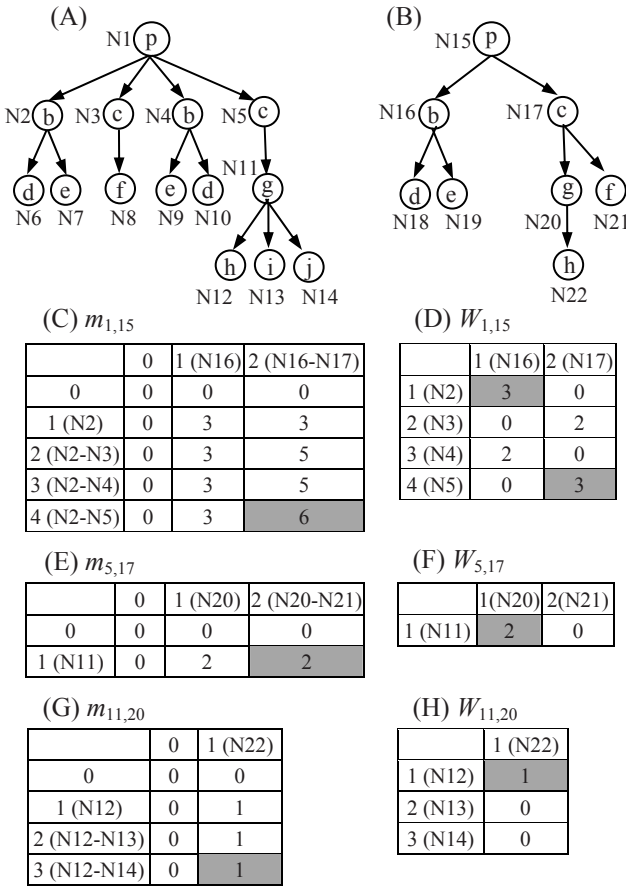 (A) (B)
N1 p N15 p
N2 b N3 c N4 b N5 c N16 b N17 c
N11
d e f e d g d e g f
N6 N7 N8 N9 N10 N18 N19 N20 N21
h i j h
N12 N13 N14 N22
(C) m1,15
0 1 (N16) 2 (N16-N17)
0 0 0 0
1 (N2) 0 3 3
2 (N2-N3) 0 3 5
3 (N2-N4) 0 3 5
4 (N2-N5) 0 3 6
(D) W1,15
1 (N16) 2 (N17)
1 (N2) 3 0
2 (N3) 0 2
3 (N4) 2 0
4 (N5) 0 3
(E) m5,17
0 1 (N20) 2 (N20-N21)
0 0 0 0
1 (N11) 0 2 2
(F) W5,17
1(N20) 2(N21)
1 (N11) 2 0
(G) m11,20
0 1 (N22)
0 0 0
1 (N12) 0 1
2 (N12-N13) 0 1
3 (N12-N14) 0 1
(H) W11,20
1 (N22)
1 (N12) 1
2 (N13) 0
3 (N14) 0